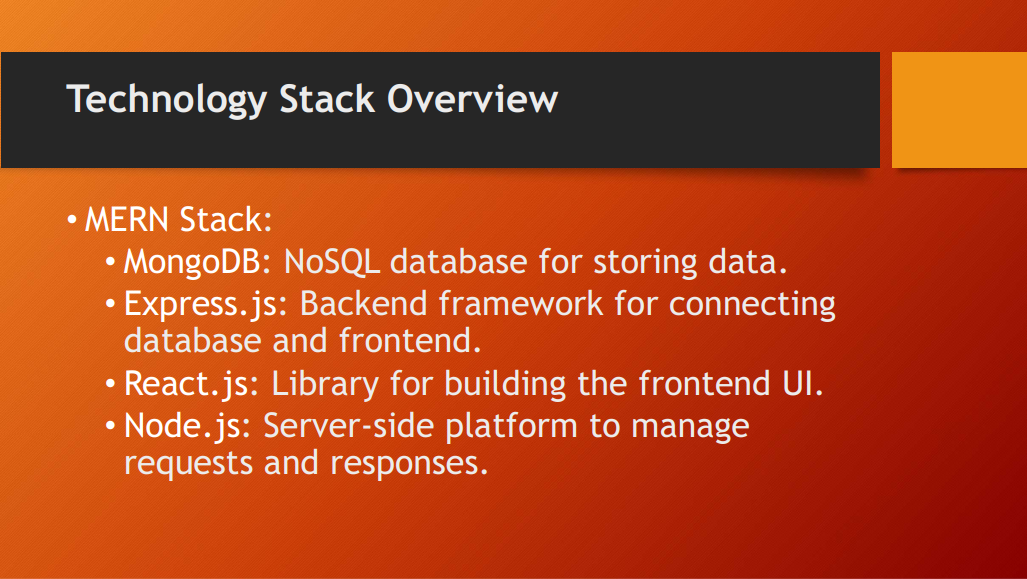 Technology Stack Overview
• MERN Stack:
• MongoDB: NoSQL database for storing data.
• Express.js: Backend framework for connecting
database and frontend.
• React.js: Library for building the frontend UI.
• Node.js: Server-side platform to manage
requests and responses.